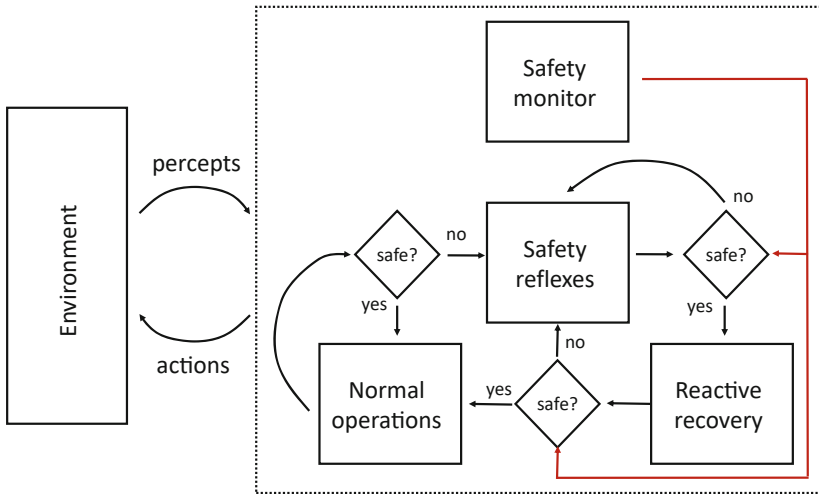 Safety
monitor
percepts
Environment
actions
safe?
no
yes
Safety
reflexes
no
safe?
yes
Normal
operations
yes
no
safe?
Reactive
recovery